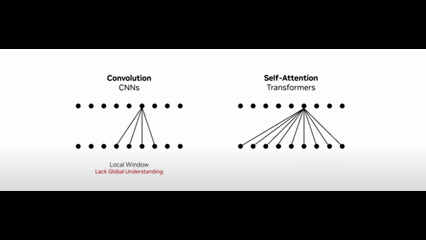 Convolution
CNNs
Self-Attention
Transformers
Local Window
Lack Global Understanding